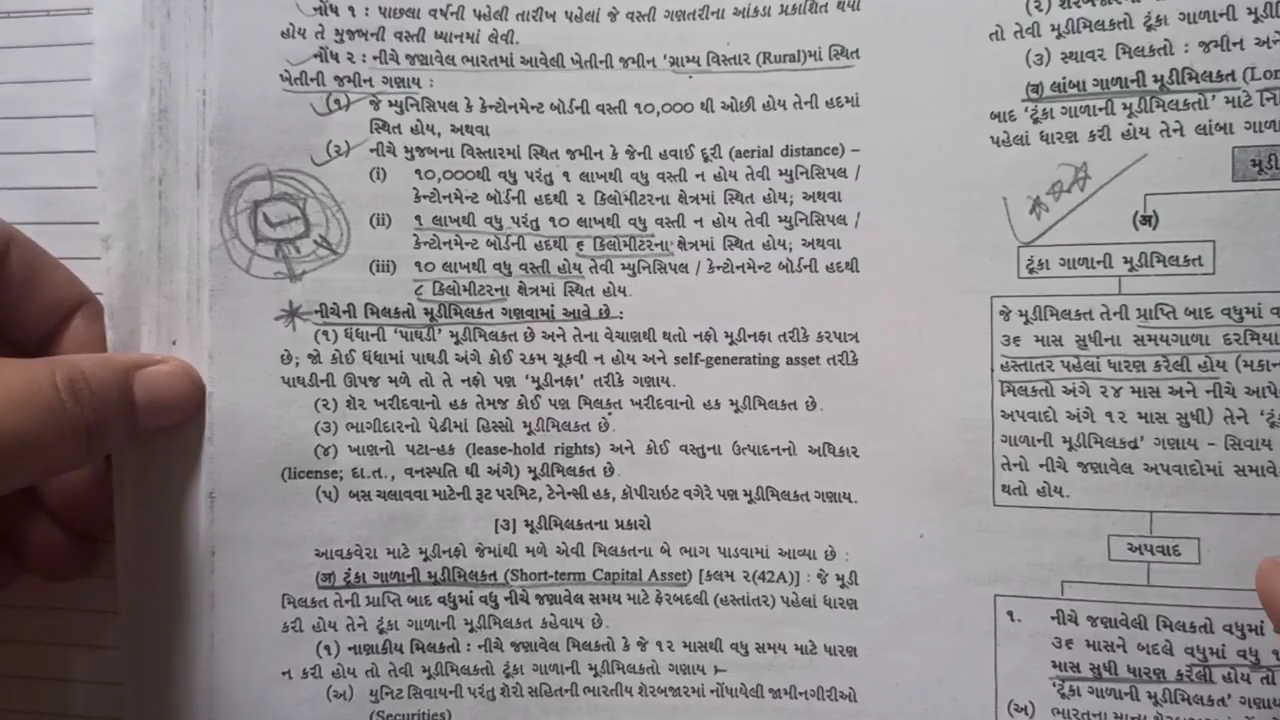 નોંધ ૧ : પાછલા વર્ષની પહેલી તારીખ પહેલાં જે વસ્તી ગણતરીના આંકડા પ્રકાશિત થયા
હોય તે મુજબની વસ્તી ધ્યાનમાં લેવી.
નોંધ ૨ : નીચે જણાવેલ ભારતમાં આવેલી ખેતીની જમીન ‘ગ્રામ્ય વિસ્તાર (Rural)માં સ્થિત
ખેતીની જમીન ગણાય :
(૧) જે મ્યુનિસિપલ કે કેન્ટોનમેન્ટ બોર્ડની વસ્તી ૧૦,૦૦૦ થી ઓછી હોય તેની હદમાં
સ્થિત હોય, અથવા
(૨) નીચે મુજબના વિસ્તારમાં સ્થિત જમીન કે જેની હવાઈ દૂરી (aerial distance) –
(i) ૧૦,૦૦૦થી વધુ પરંતુ ૧ લાખથી વધુ વસ્તી ન હોય તેવી મ્યુનિસિપલ /
કેન્ટોનમેન્ટ બોર્ડની હદથી ૨ કિલોમીટરના ક્ષેત્રમાં સ્થિત હોય; અથવા
(ii) ૧ લાખથી વધુ પરંતુ ૧૦ લાખથી વધુ વસ્તી ન હોય તેવી મ્યુનિસિપલ /
કેન્ટોનમેન્ટ બોર્ડની હદથી ૬ કિલોમીટરના ક્ષેત્રમાં સ્થિત હોય; અથવા
(iii) ૧૦ લાખથી વધુ વસ્તી હોય તેવી મ્યુનિસિપલ / કેન્ટોનમેન્ટ બોર્ડની હદથી
૮ કિલોમીટરના ક્ષેત્રમાં સ્થિત હોય.
નીચેની મિલકતો મૂડીમિલકત ગણવામાં આવે છે :
(૧) ધંધાની ‘પાઘડી’ મૂડીમિલકત છે અને તેના વેચાણથી થતો નફો મૂડીનફા તરીકે કરપાત્ર
છે; જો કોઈ ધંધામાં પાઘડી અંગે કોઈ રકમ ચૂકવી ન હોય અને self-generating asset તરીકે
પાઘડીની ઊપજ મળે તો તે નફો પણ ‘મૂડીનફા’ તરીકે ગણાય.
(૨) શૅર ખરીદવાનો હક તેમજ કોઈ પણ મિલકત ખરીદવાનો હક મૂડીમિલકત છે.
(૩) ભાગીદારનો પેઢીમાં હિસ્સો મૂડીમિલકત છે.
(૪) ખાણનો પટા-હક (lease-hold rights) અને કોઈ વસ્તુના ઉત્પાદનનો અધિકાર
(license; દા.ત., વનસ્પતિ ઘી અંગે) મૂડીમિલકત છે.
(૫) બસ ચલાવવા માટેની રૂટ પરમિટ, ટેનેન્સી હક, કૉપીરાઇટ વગેરે પણ મૂડીમિલકત ગણાય.
[૩] મૂડીમિલકતના પ્રકારો
આવકવેરા માટે મૂડીનફો જેમાંથી મળે એવી મિલકતના બે ભાગ પાડવામાં આવ્યા છે :
(અ) ટૂંકા ગાળાની મૂડીમિલકત (Short-term Capital Asset) [કલમ ૨(42A)] : જે મૂડી
મિલકત તેની પ્રાપ્તિ બાદ વધુમાં વધુ નીચે જણાવેલ સમય માટે ફેરબદલી (હસ્તાંતર) પહેલાં ધારણ
કરી હોય તેને ટૂંકા ગાળાની મૂડીમિલકત કહેવાય છે.
(૧) નાણાકીય મિલકતો : નીચે જણાવેલ મિલકતો કે જે ૧૨ માસથી વધુ સમય માટે ધારણ
ન કરી હોય તો તેવી મિલકતો ટૂંકા ગાળાની મૂડીમિલકતો ગણાય :–
(અ) યુનિટ સિવાયની પરંતુ શૅરો સહિતની ભારતીય શૅરબજારમાં નોંધાયેલી જામીનગીરીઓ
(Securities)
તો તેવી મૂડીમિલકતો ટૂંકા ગાળાની
(૩) સ્થાવર મિલકતો : જમીન અને
(બ) લાંબા ગાળાની મૂડીમિલકત
બાદ ‘ટૂંકા ગાળાની મૂડીમિલકતો’ માટે
પહેલાં ધારણ કરી હોય તેને લાંબા
મૂડી
(અ)
ટૂંકા ગાળાની મૂડીમિલકત
જે મૂડીમિલકત તેની પ્રાપ્તિ બાદ વધુમાં
૩૬ માસ સુધીના સમયગાળા
હસ્તાંતર પહેલાં ધારણ કરેલી હોય
મિલકતો અંગે ૨૪ માસ અને નીચે
અપવાદો અંગે ૧૨ માસ સુધી) તેને
ગાળાની મૂડીમિલકત’ ગણાય – સિવાય
તેનો નીચે જણાવેલ અપવાદોમાં
થતો હોય.
અપવાદ
૧. નીચે જણાવેલી મિલકતો વધુમાં
૩૬ માસને બદલે વધુમાં વધુ
માસ સુધી ધારણ કરેલી હોય તો
‘ટૂંકા ગાળાની મૂડીમિલકત’
(અ) ભારતના